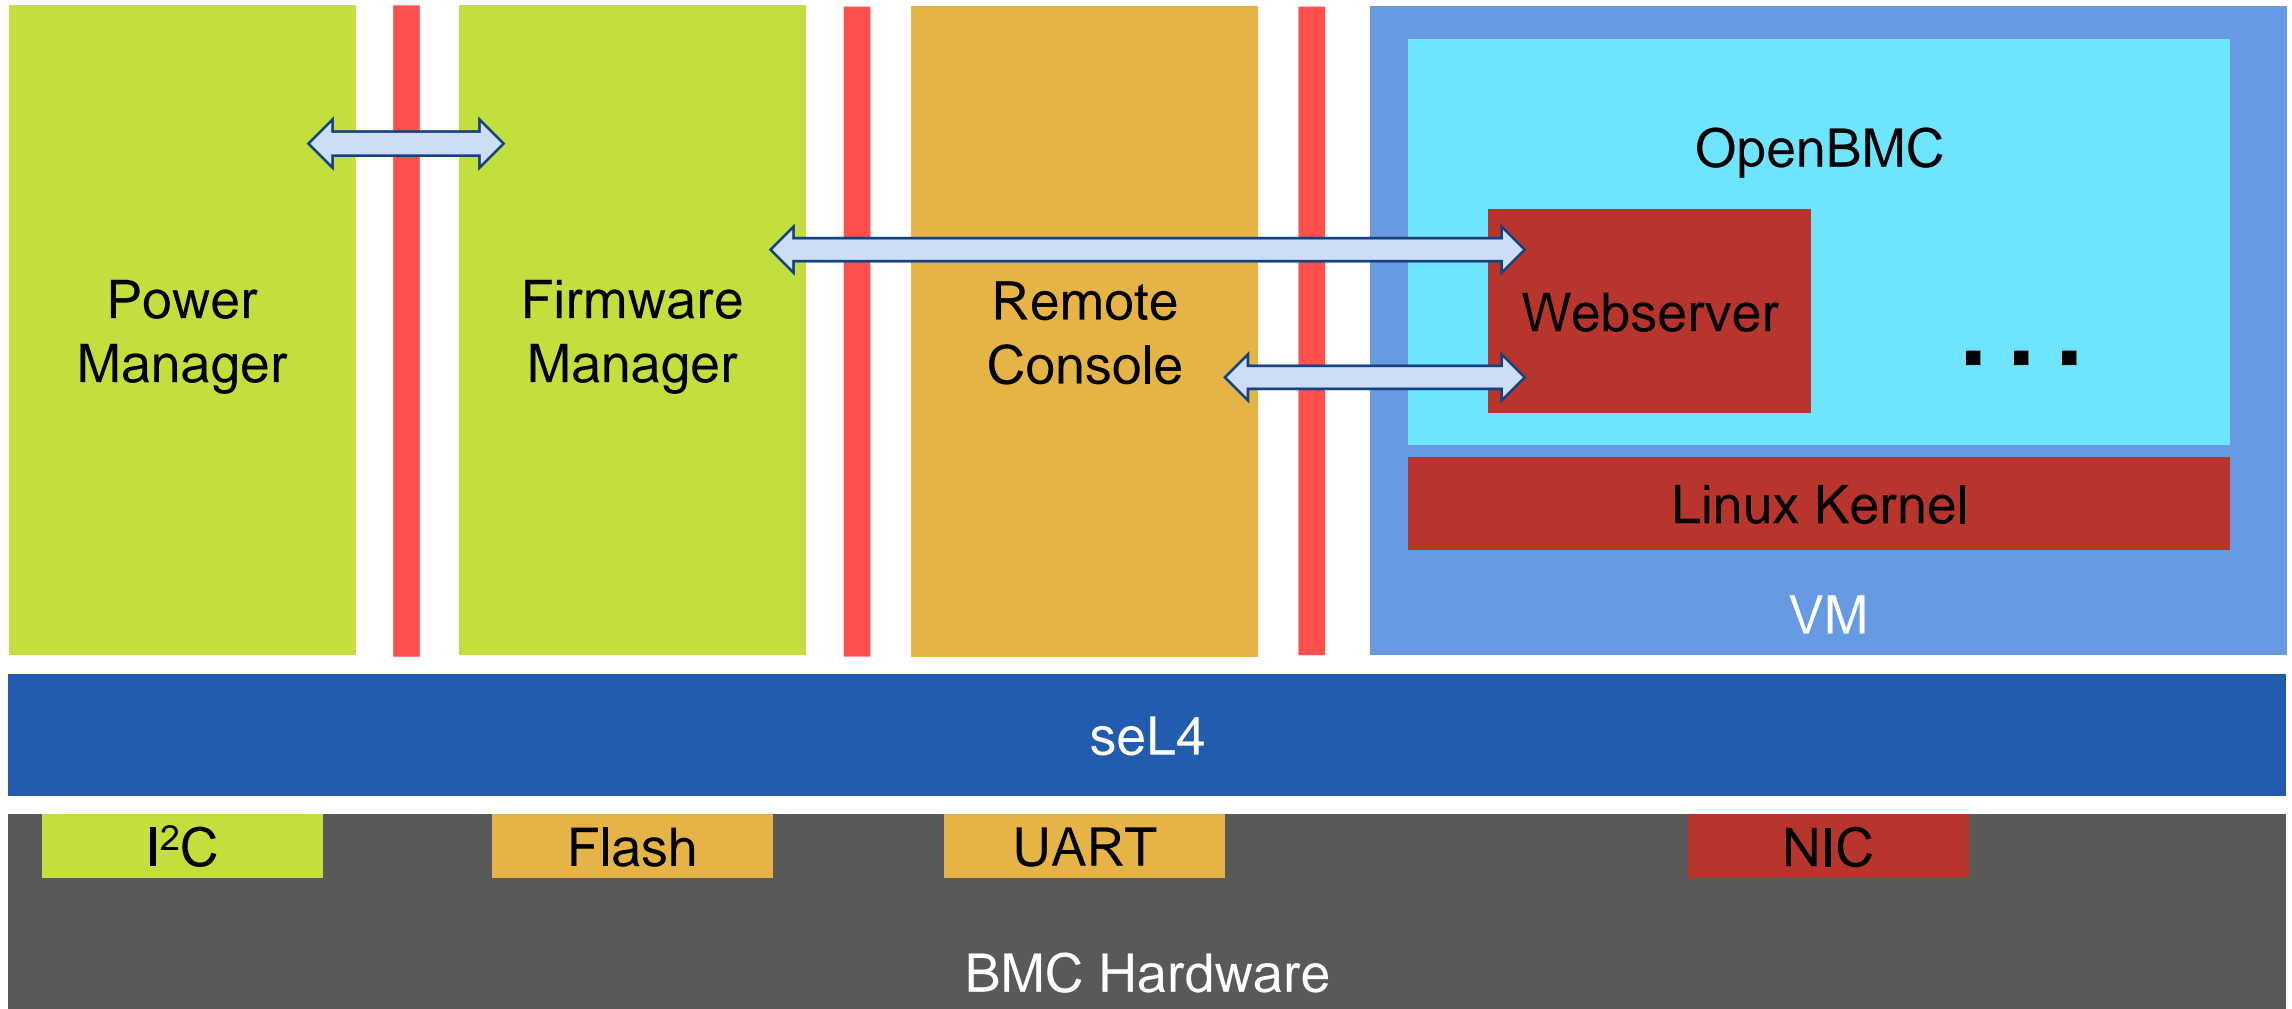 Power
Manager
Firmware
Manager
Remote
Console
OpenBMC
Webserver
...
Linux Kernel
VM
seL4
I²C
Flash
UART
NIC
BMC Hardware